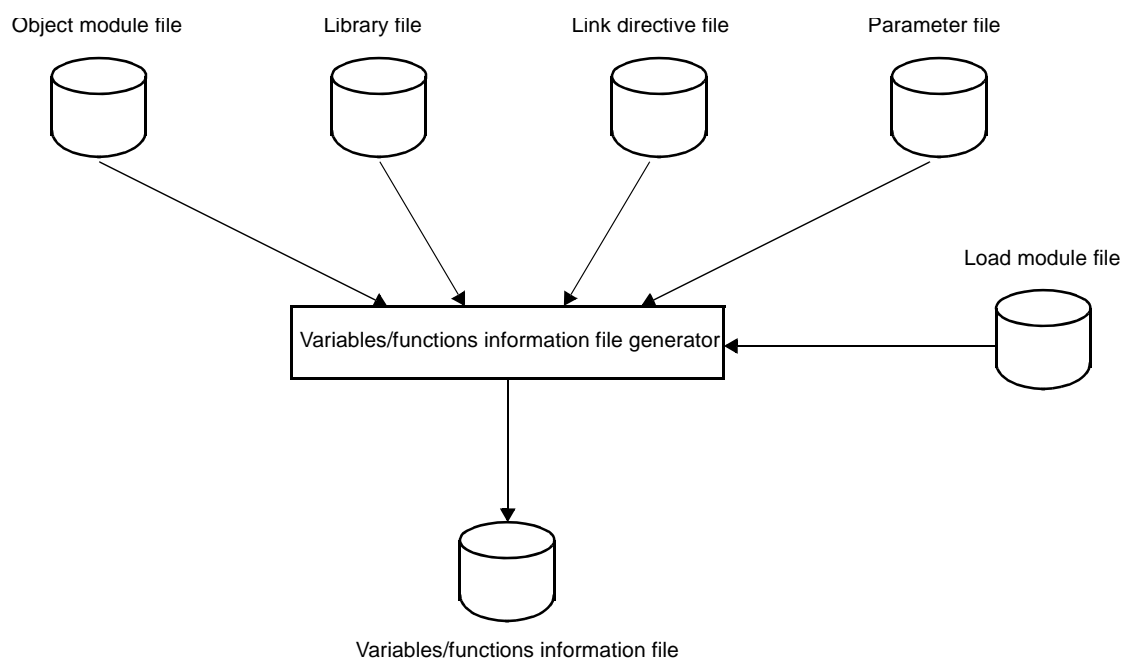 Object module file
Library file
Link directive file
Parameter file
Load module file
Variables/functions information file generator
Variables/functions information file